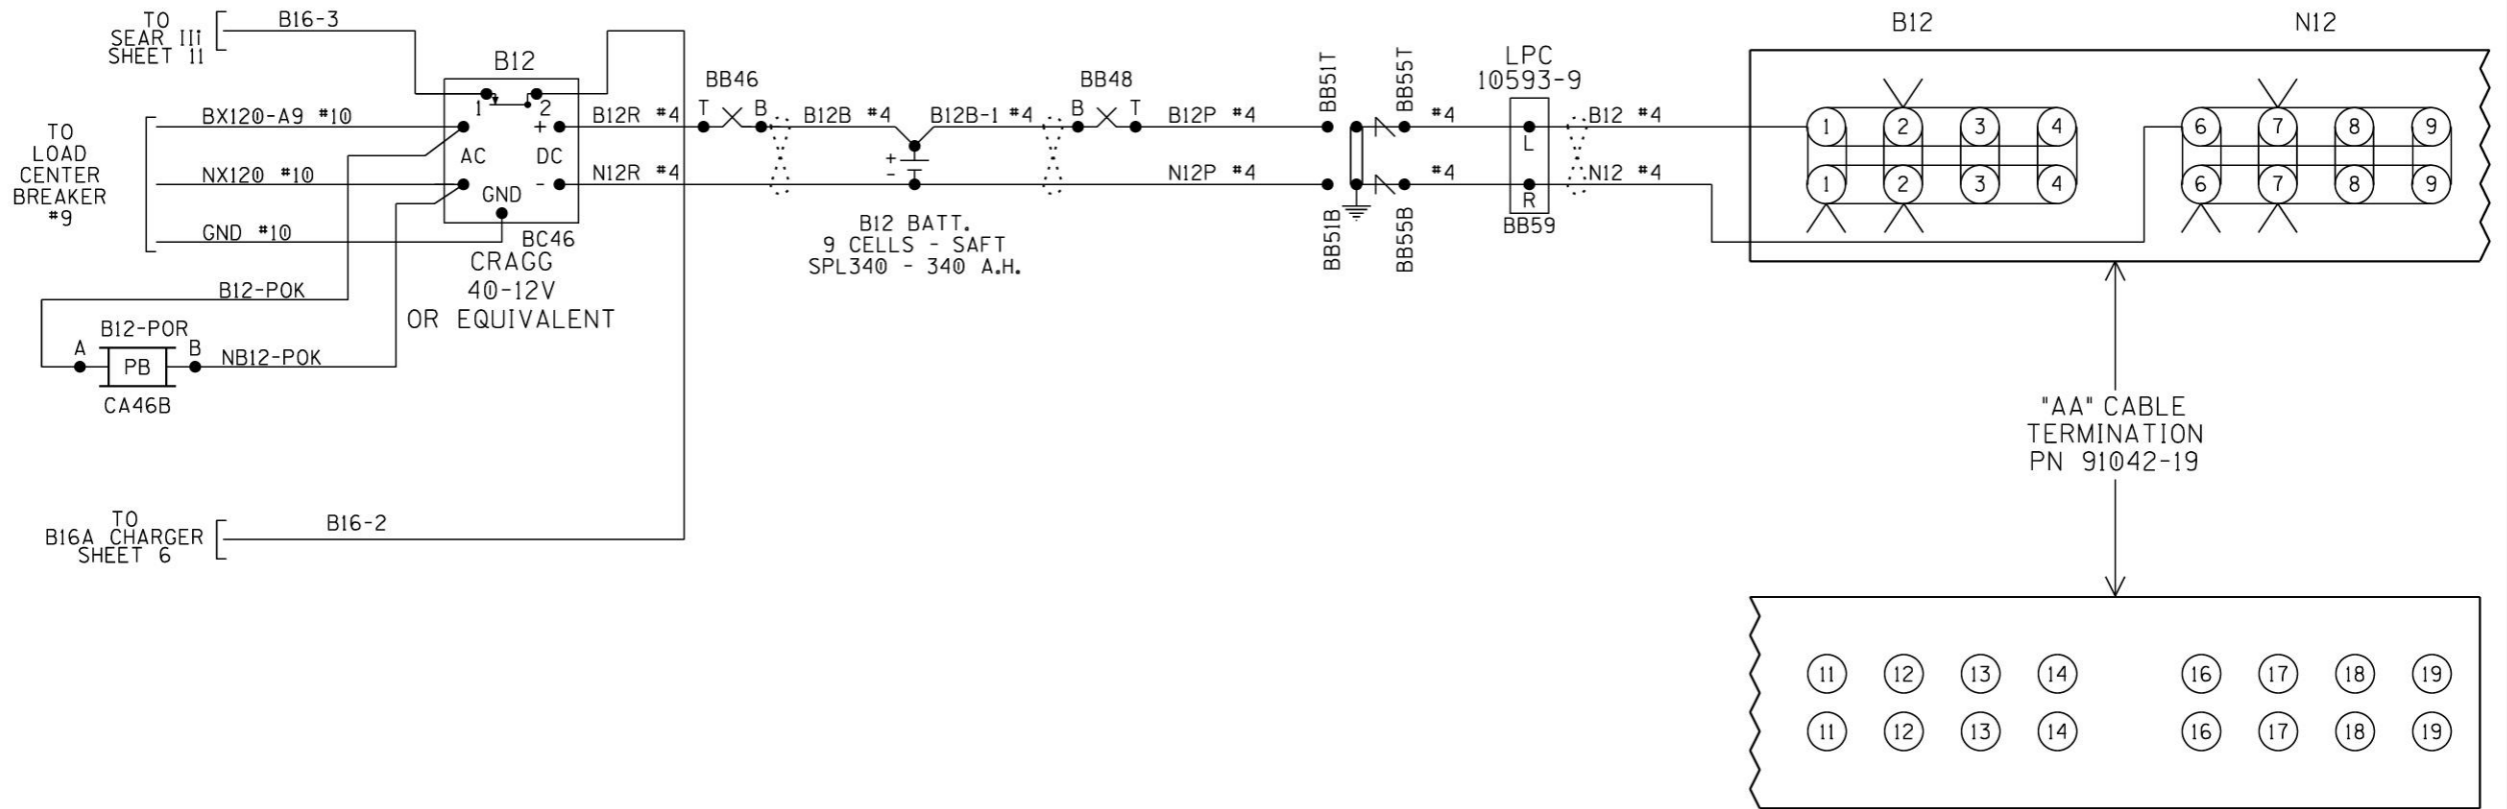 TO
SEAR IIi
SHEET 11
B16-3
B12
1
2
TO
LOAD
CENTER
BREAKER
#9
BX120-A9 #10
NX120 #10
GND #10
AC
DC
+
-
GND
BC46
CRAGG
40-12V
OR EQUIVALENT
B12-POK
B12-POR
A
PB
B
NB12-POK
CA46B
TO
B16A CHARGER
SHEET 6
B16-2
B12R #4
N12R #4
BB46
T
B
B12B #4
B12B-1 #4
+
-
B12 BATT.
9 CELLS - SAFT
SPL340 - 340 A.H.
BB48
B
T
B12P #4
N12P #4
BB51T
BB51B
BB55T
BB55B
#4
#4
LPC
10593-9
L
R
BB59
B12 #4
N12 #4
B12
N12
1 2 3 4 6 7 8 9
1 2 3 4 6 7 8 9
"AA" CABLE
TERMINATION
PN 91042-19
11 12 13 14 16 17 18 19
11 12 13 14 16 17 18 19